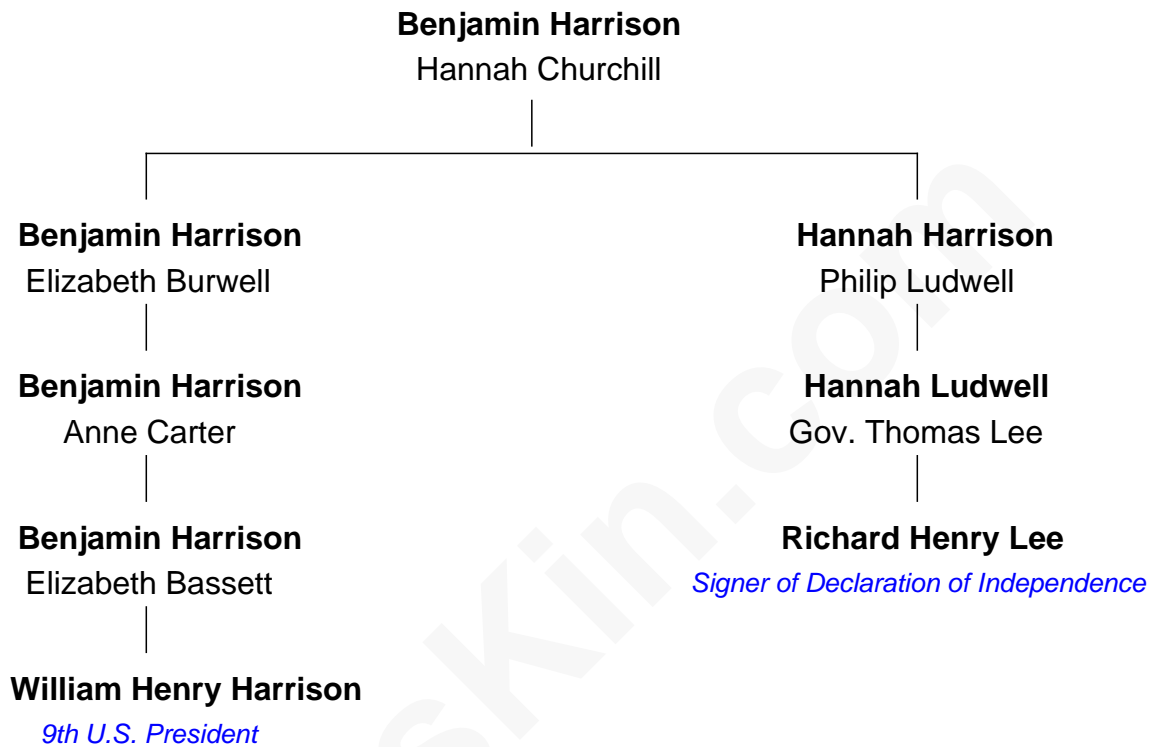 Benjamin Harrison
Hannah Churchill
Benjamin Harrison
Elizabeth Burwell
Hannah Harrison
Philip Ludwell
Benjamin Harrison
Anne Carter
Hannah Ludwell
Gov. Thomas Lee
Benjamin Harrison
Elizabeth Bassett
Richard Henry Lee
Signer of Declaration of Independence
William Henry Harrison
9th U.S. President
sKin.com